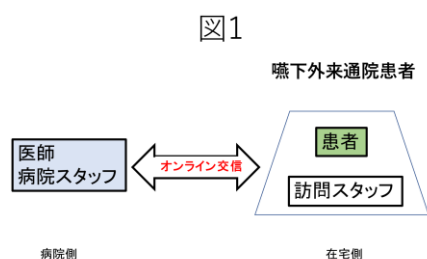 図1
嚥下外来通院患者
医師
病院スタッフ
オンライン交信
患者
訪問スタッフ
病院側
在宅側